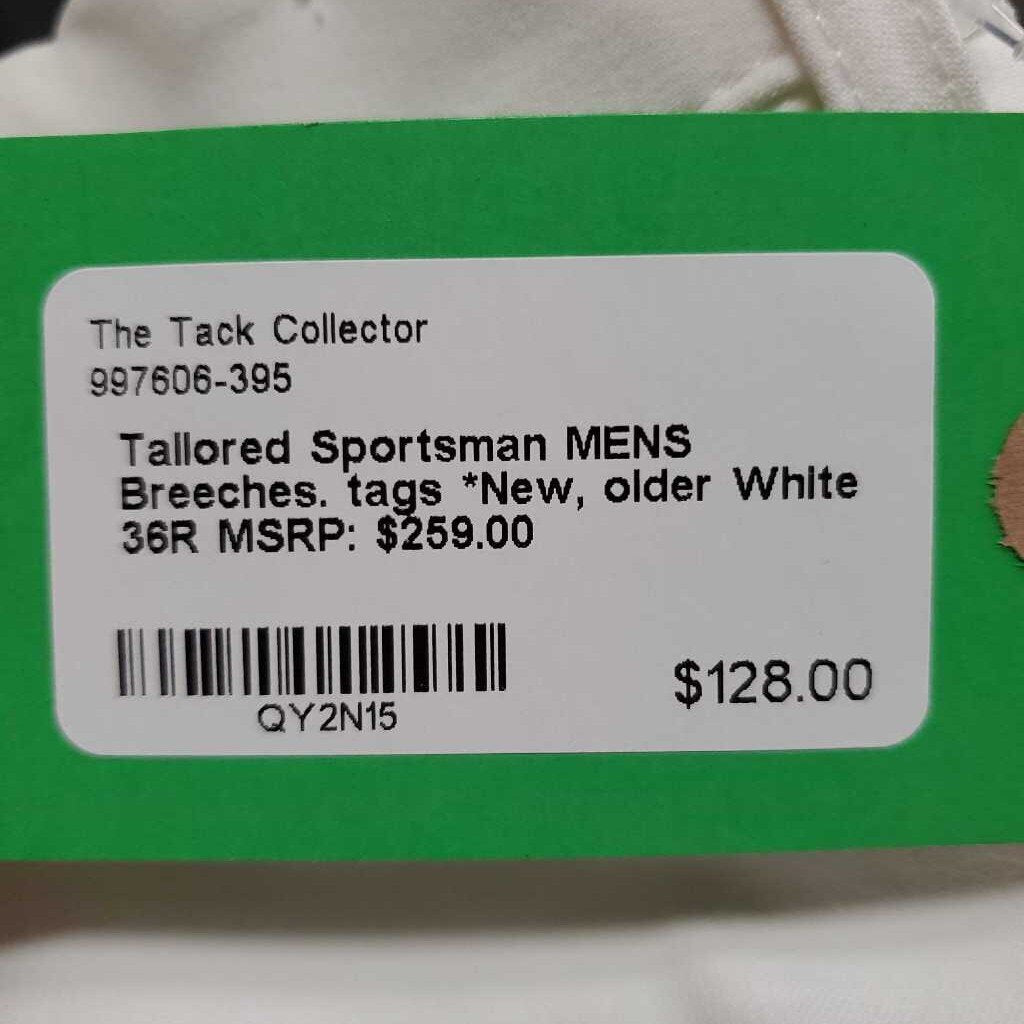 The Tack Collector
997606-395
Tailored Sportsman MENS
Breeches. tags *New, older White
36R MSRP: $259.00
QY2N15
$128.00